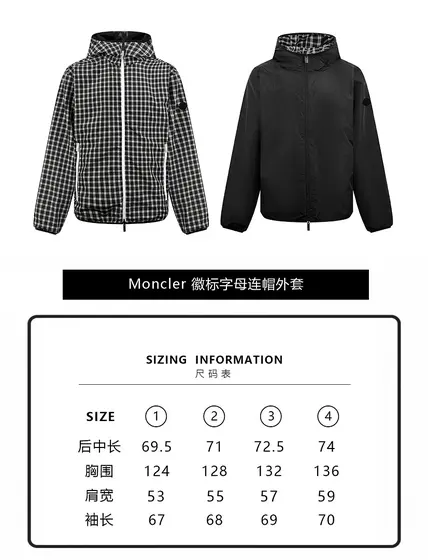 Moncler 徽标字母连帽外套
SIZING INFORMATION
尺码表
SIZE 1 2 3 4
后中长 69.5 71 72.5 74
胸围 124 128 132 136
肩宽 53 55 57 59
袖长 67 68 69 70